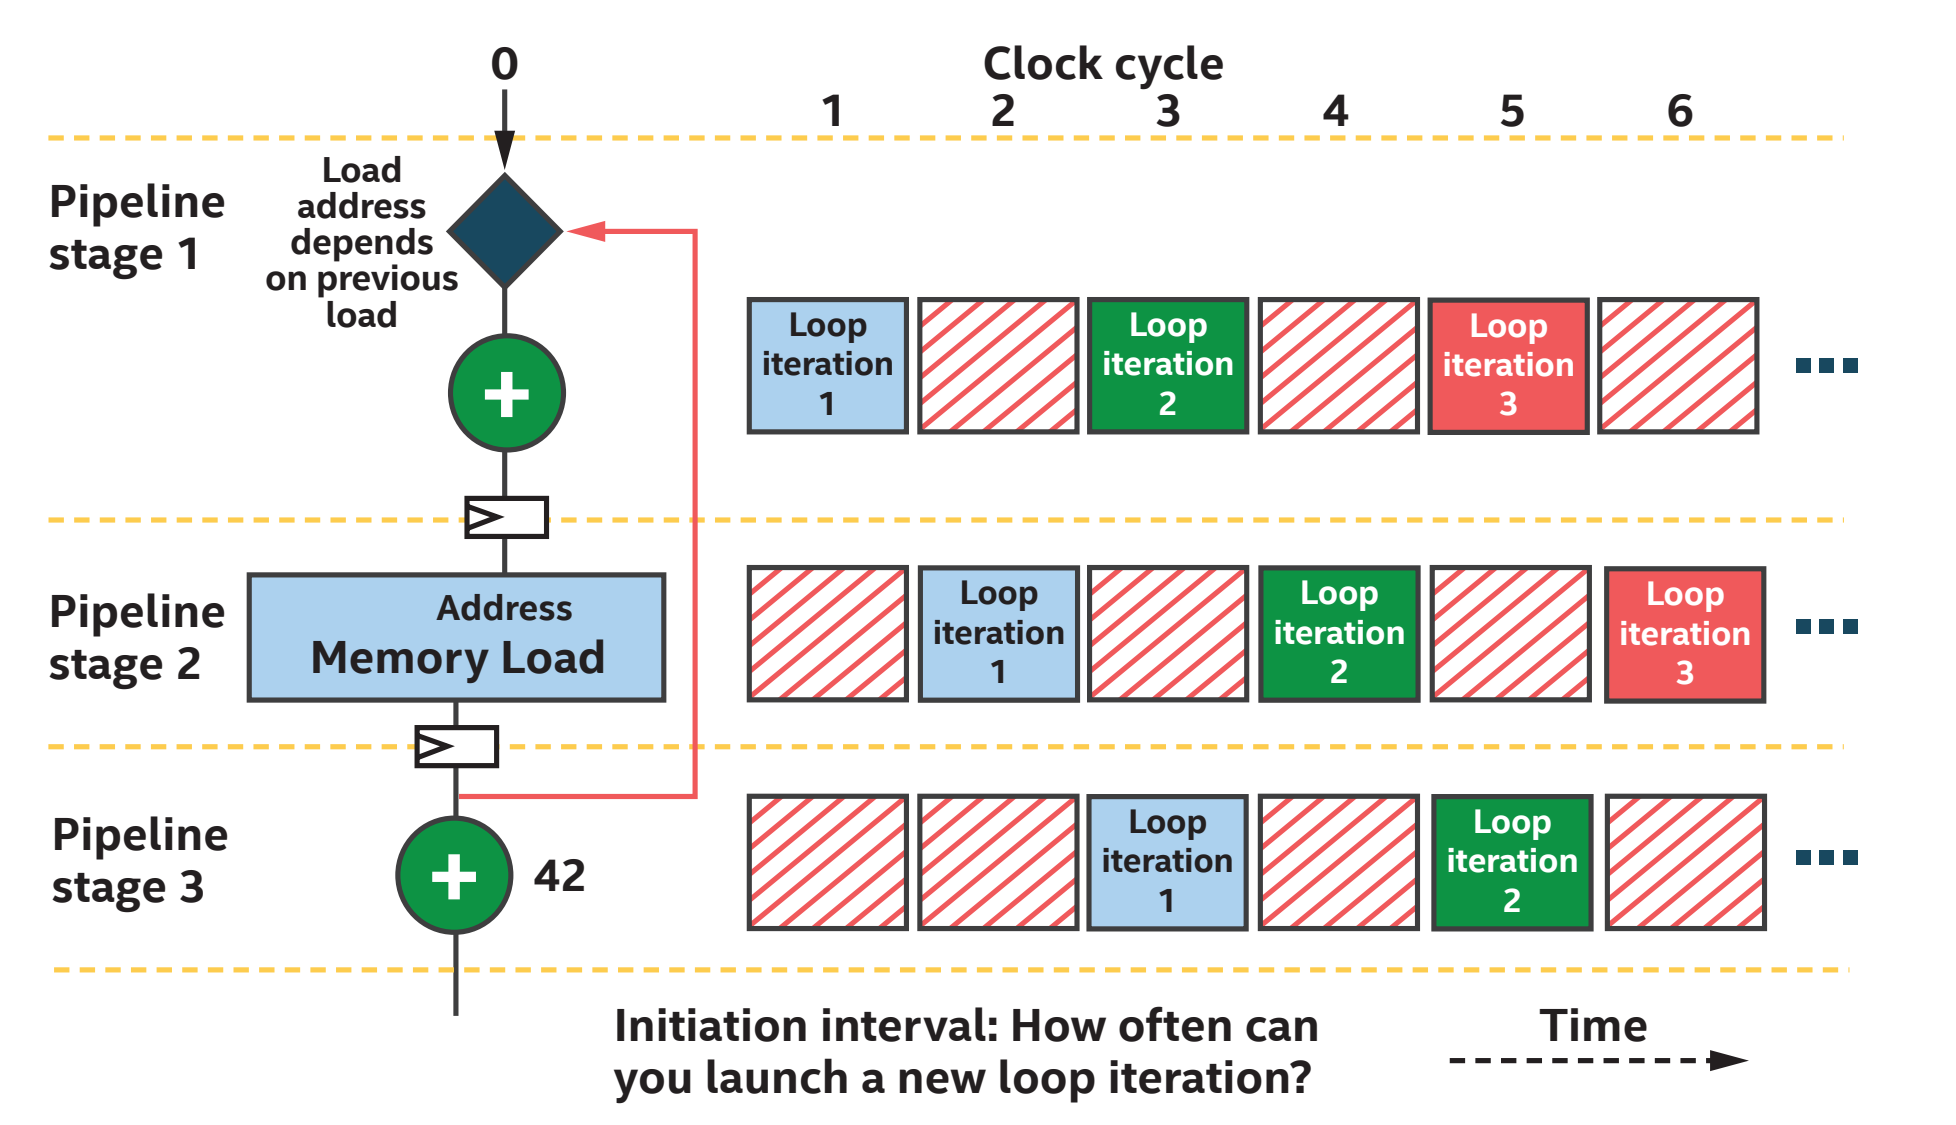 0
Clock cycle
1 2 3 4 5 6
Pipeline
stage 1
Load
address
depends
on previous
load
+
Loop
iteration
1
Loop
iteration
2
Loop
iteration
3
Pipeline
stage 2
Address
Memory Load
Loop
iteration
1
Loop
iteration
2
Loop
iteration
3
Pipeline
stage 3
+
42
Loop
iteration
1
Loop
iteration
2
Initiation interval: How often can
you launch a new loop iteration?
Time